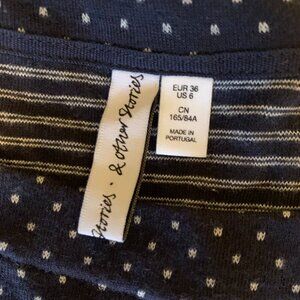 Stories • & Other Stories
EUR 36
US 6
CN
165/84A
MADE IN
PORTUGAL